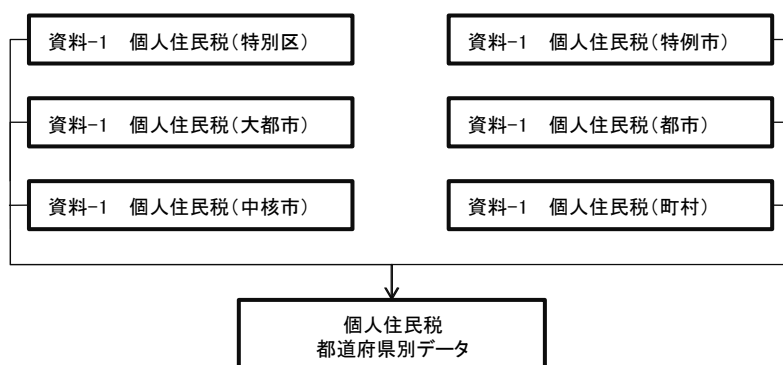 資料-1 個人住民税(特別区)
資料-1 個人住民税(特例市)
資料-1 個人住民税(大都市)
資料-1 個人住民税(都市)
資料-1 個人住民税(中核市)
資料-1 個人住民税(町村)
個人住民税
都道府県別データ